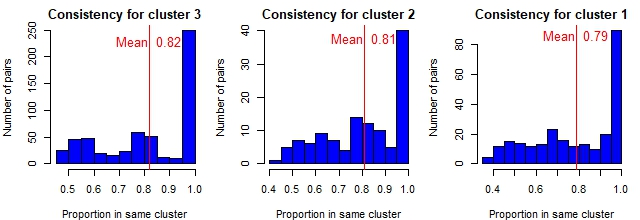 Consistency for cluster 3
Number of pairs
250
200
150
100
50
0
Mean 0.82
0.5 0.6 0.7 0.8 0.9 1.0
Proportion in same cluster
Consistency for cluster 2
Number of pairs
40
30
20
10
0
Mean 0.81
0.4 0.5 0.6 0.7 0.8 0.9 1.0
Proportion in same cluster
Consistency for cluster 1
Number of pairs
80
60
40
20
0
Mean 0.79
0.4 0.5 0.6 0.7 0.8 0.9 1.0
Proportion in same cluster